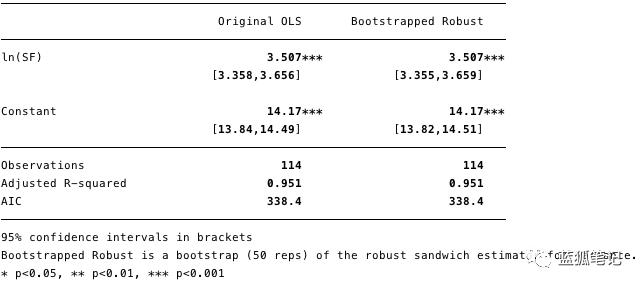 Original OLS Bootstrapped Robust
ln(SF) 3.507*** 3.507***
[3.358,3.656] [3.355,3.659]
Constant 14.17*** 14.17***
[13.84,14.49] [13.82,14.51]
Observations 114 114
Adjusted R-squared 0.951 0.951
AIC 338.4 338.4
95% confidence intervals in brackets
Bootstrapped Robust is a bootstrap (50 reps) of the robust sandwich
* p<0.05, ** p<0.01, *** p<0.001
蓝狐笔记